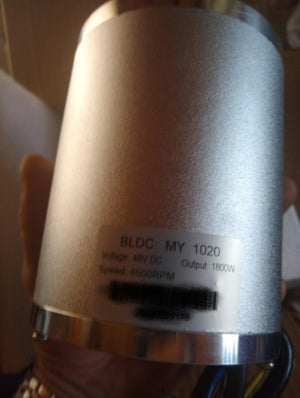 BLDC MY 1020
Voltage: 48V DC Output: 1800W
Speed: 4500RPM